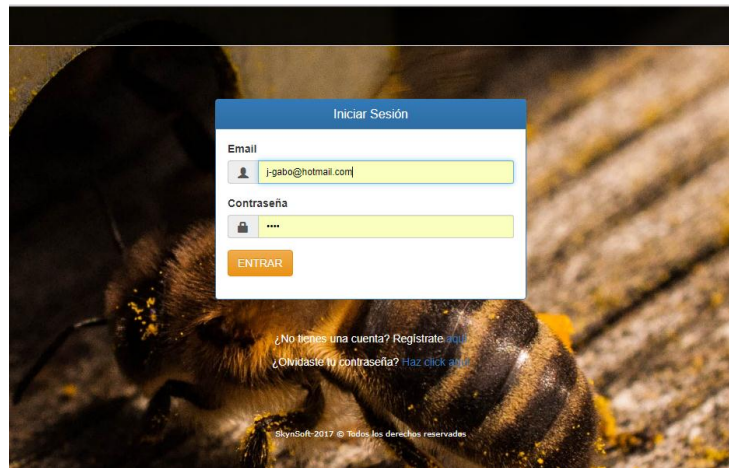 Iniciar Sesión
Email
j-gabo@hotmail.com
Contraseña
••••
ENTRAR
¿No tienes una cuenta? Regístrate aquí
¿Olvidaste tu contraseña? Haz click aquí
SkynSoft-2017 © Todos los derechos reservados